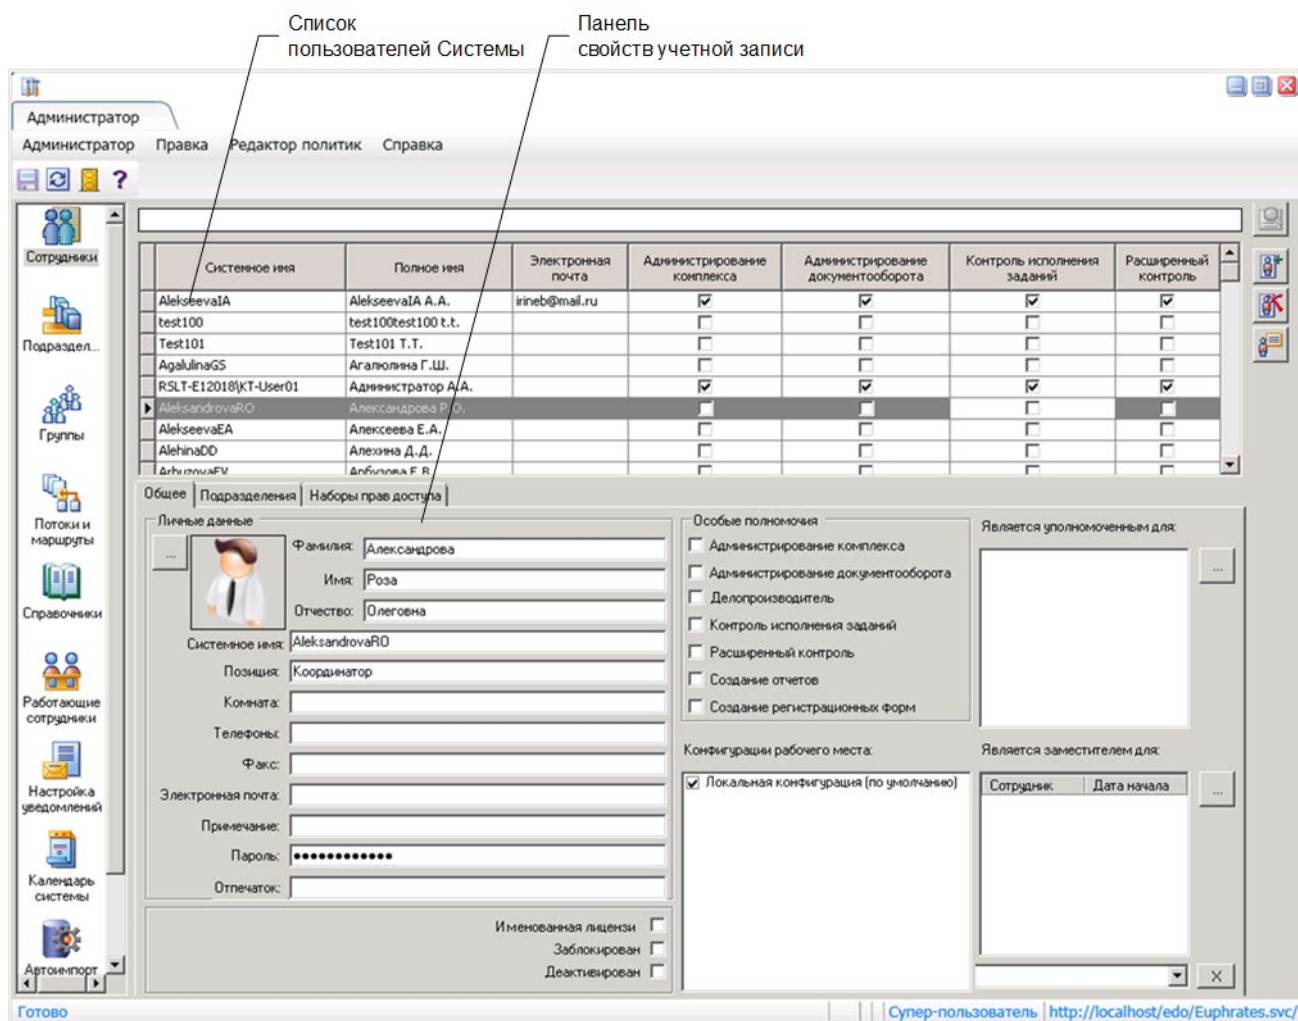 Список
пользователей Системы
Панель
свойств учетной записи
Администратор
Администратор Правка Редактор политик Справка
?
Сотрудники
Подраздел...
Группы
Потоки и
маршруты
Справочники
Работающие
сотрудники
Настройка
уведомлений
Календарь
системы
Автоимпорт
Системное имя Полное имя Электронная почта Администрирование комплекса Администрирование документооборота Контроль исполнения заданий Расширенный контроль
AlekseevaIA AlekseevaIA A.A. irineb@mail.ru
test100 test100test100 t.t.
Test101 Test101 T.T.
AgalulinaGS Агалюлина Г.Ш.
RSLT-E12018\KT-User01 Администратор А.А.
AleksandrovaRO Александрова Р.О.
AlekseevaEA Алексеева Е.А.
AlehinaDD Алехина Д.Д.
ArbuzovaEV Арбузова Е.В.
Общее Подразделения Наборы прав доступа
Личные данные
...
Фамилия: Александрова
Имя: Роза
Отчество: Олеговна
Системное имя: AleksandrovaRO
Позиция: Координатор
Комната:
Телефоны:
Факс:
Электронная почта:
Примечание:
Пароль: ••••••••••••
Отпечаток:
Именованная лицензи
Заблокирован
Деактивирован
Особые полномочия
Администрирование комплекса
Администрирование документооборота
Делопроизводитель
Контроль исполнения заданий
Расширенный контроль
Создание отчетов
Создание регистрационных форм
Конфигурации рабочего места:
Локальная конфигурация (по умолчанию)
Является уполномоченным для:
...
Является заместителем для:
Сотрудник Дата начала
...
X
Готово Супер-пользователь http://localhost/edo/Euphrates.svc/